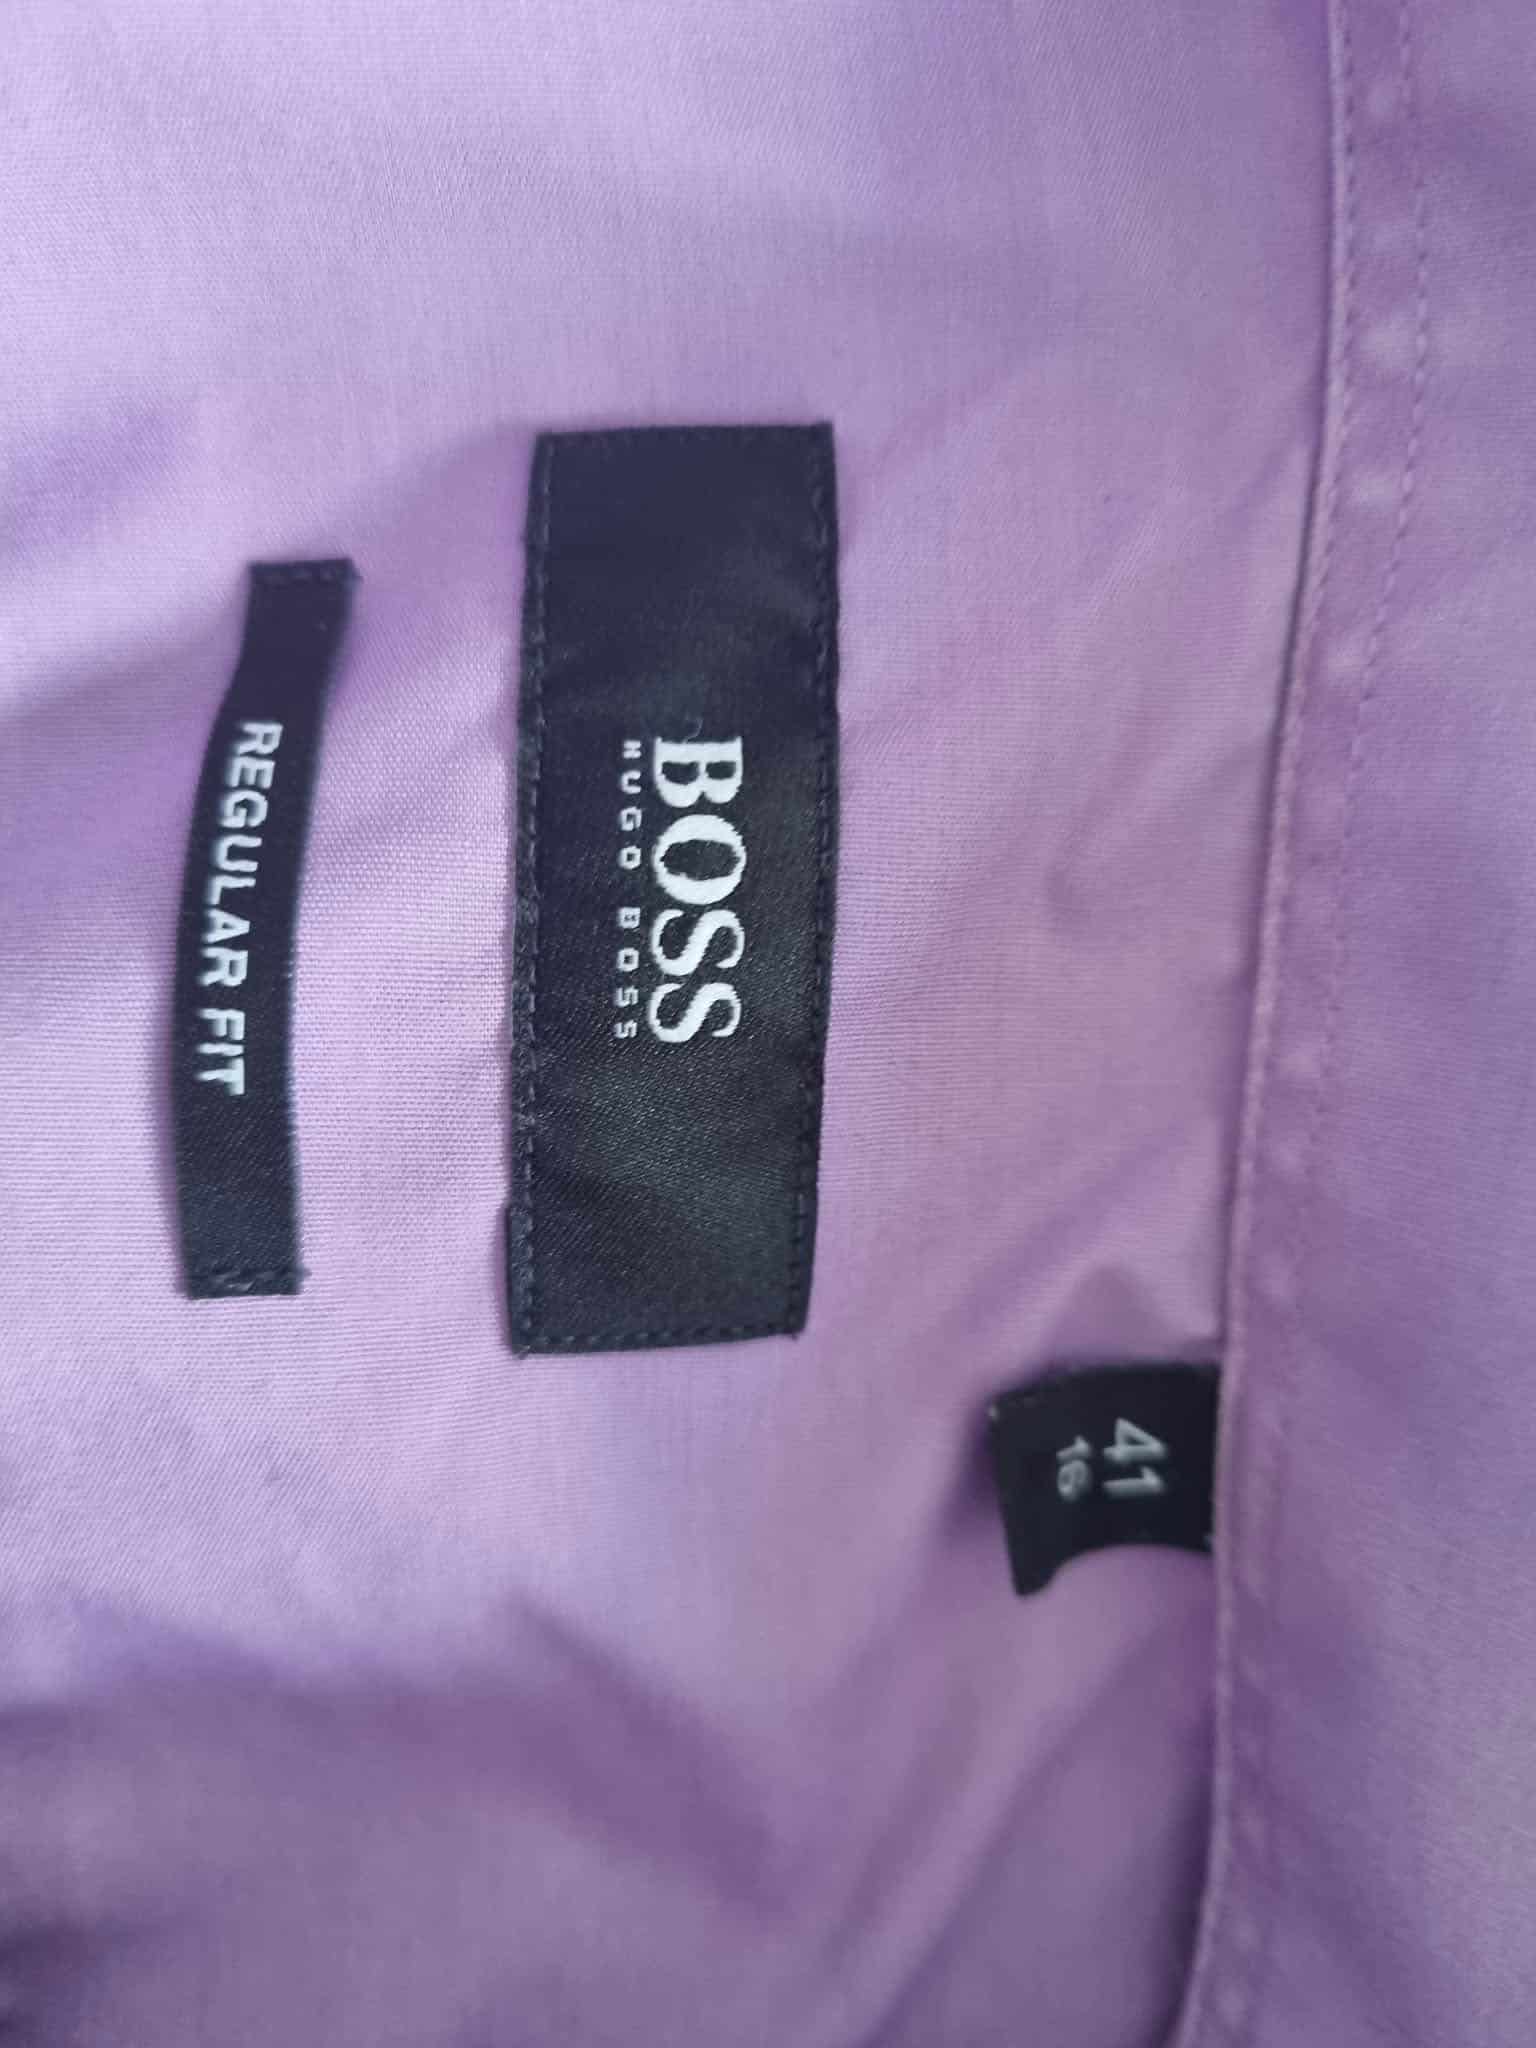 41
16
BOSS
HUGO BOSS
REGULAR FIT